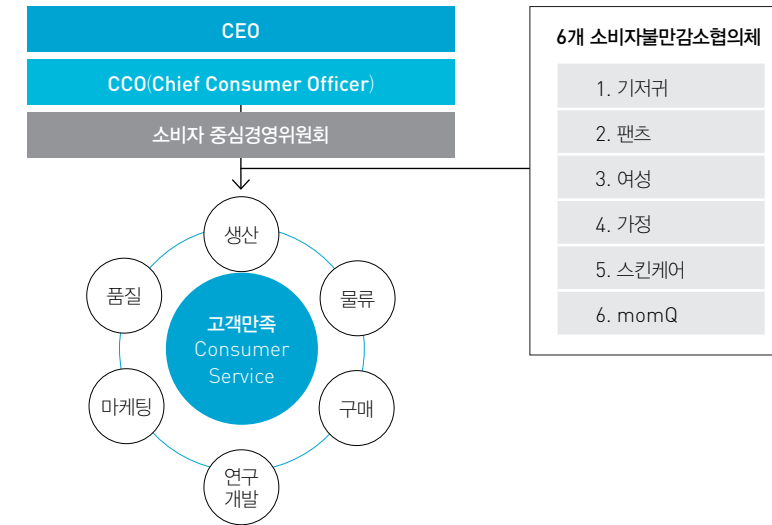 CEO
CCO(Chief Consumer Officer)
소비자 중심경영위원회
생산
품질
물류
고객만족
Consumer
Service
마케팅
구매
연구
개발
6개 소비자불만감소협의체
1. 기저귀
2. 팬츠
3. 여성
4. 가정
5. 스킨케어
6. momQ